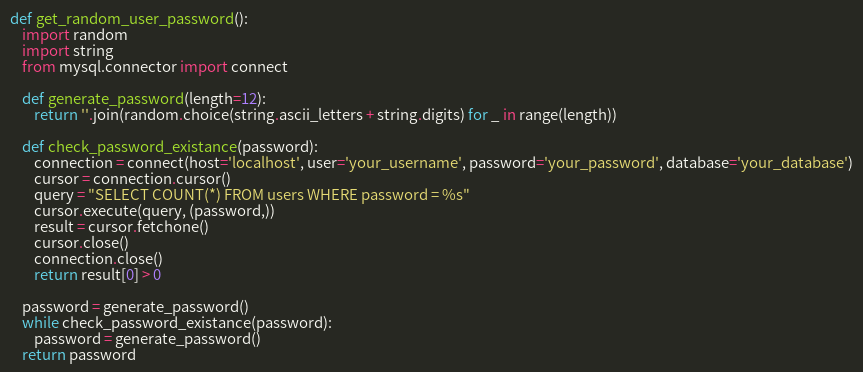 def get_random_user_password():
    import random
    import string
    from mysql.connector import connect

    def generate_password(length=12):
        return ''.join(random.choice(string.ascii_letters + string.digits) for _ in range(length))

    def check_password_existance(password):
        connection = connect(host='localhost', user='your_username', password='your_password', database='your_database')
        cursor = connection.cursor()
        query = "SELECT COUNT(*) FROM users WHERE password = %s"
        cursor.execute(query, (password,))
        result = cursor.fetchone()
        cursor.close()
        connection.close()
        return result[0] > 0

    password = generate_password()
    while check_password_existance(password):
        password = generate_password()
    return password